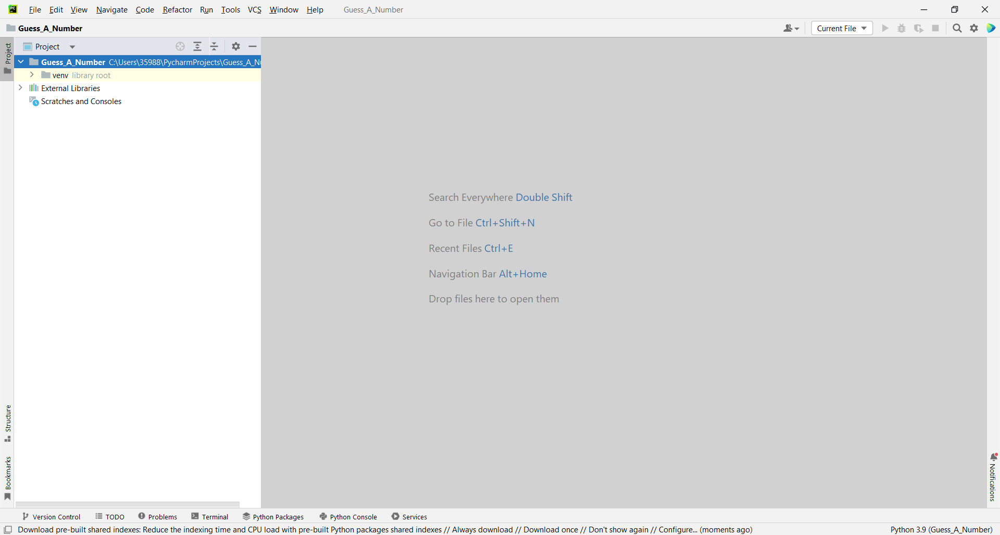 PC
File Edit View Navigate Code Refactor Run Tools VCS Window Help Guess_A_Number
Guess_A_Number
Current File
Project
Project
Guess_A_Number C:\Users\35988\PycharmProjects\Guess_A_Nu
venv library root
External Libraries
Scratches and Consoles
Search Everywhere Double Shift
Go to File Ctrl+Shift+N
Recent Files Ctrl+E
Navigation Bar Alt+Home
Drop files here to open them
Structure
Bookmarks
Notifications
Version Control TODO Problems Terminal Python Packages Python Console Services
Download pre-built shared indexes: Reduce the indexing time and CPU load with pre-built Python packages shared indexes // Always download // Download once // Don't show again // Configure... (moments ago) Python 3.9 (Guess_A_Number)